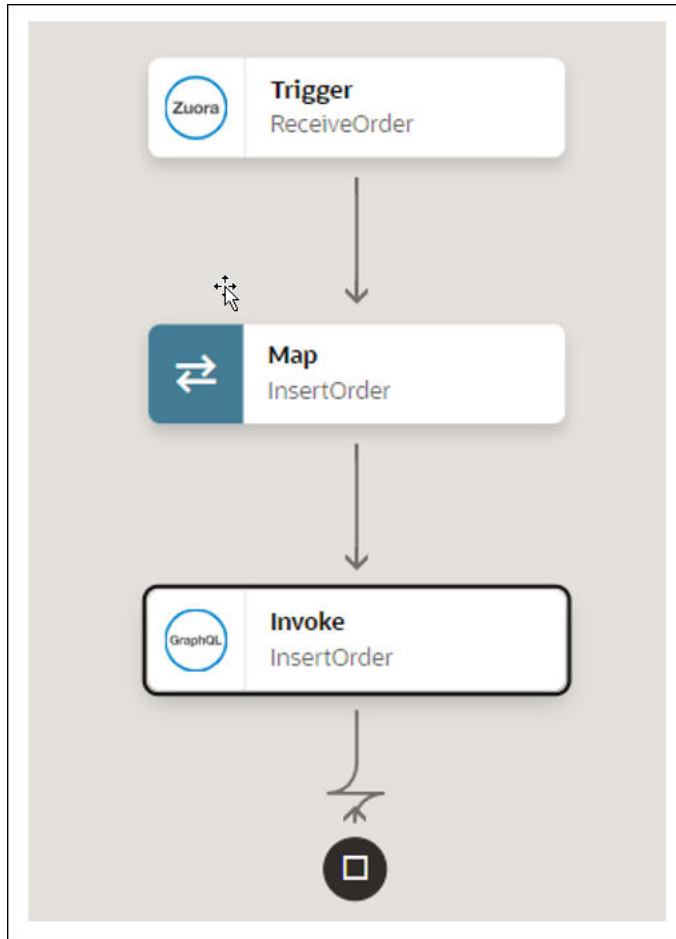 Zuora
Trigger
ReceiveOrder
Map
InsertOrder
GraphQL
Invoke
InsertOrder